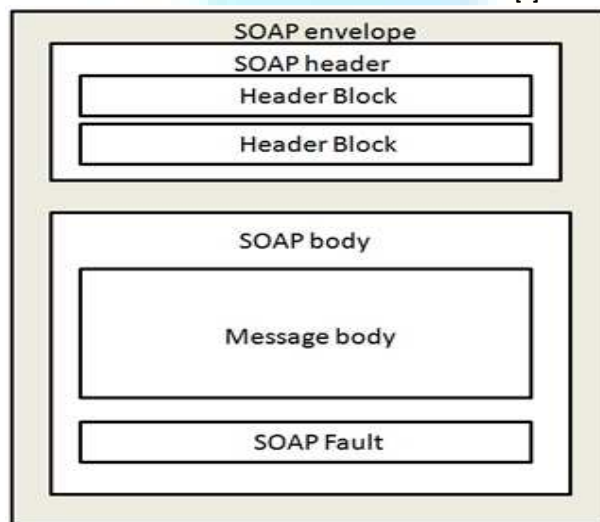 SOAP envelope
SOAP header
Header Block
Header Block
SOAP body
Message body
SOAP Fault